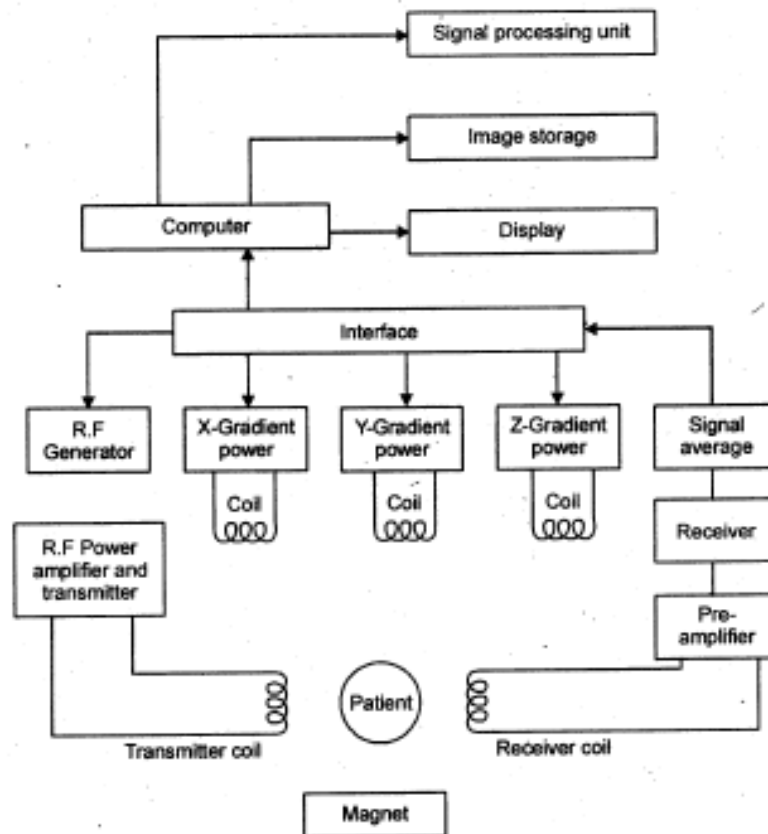 Signal processing unit
Image storage
Computer
Display
Interface
R.F
Generator
X-Gradient
power
Y-Gradient
power
Z-Gradient
power
Signal
average
Coil
Coil
Coil
Receiver
R.F Power
amplifier and
transmitter
Pre-
amplifier
Patient
Transmitter coil
Receiver coil
Magnet